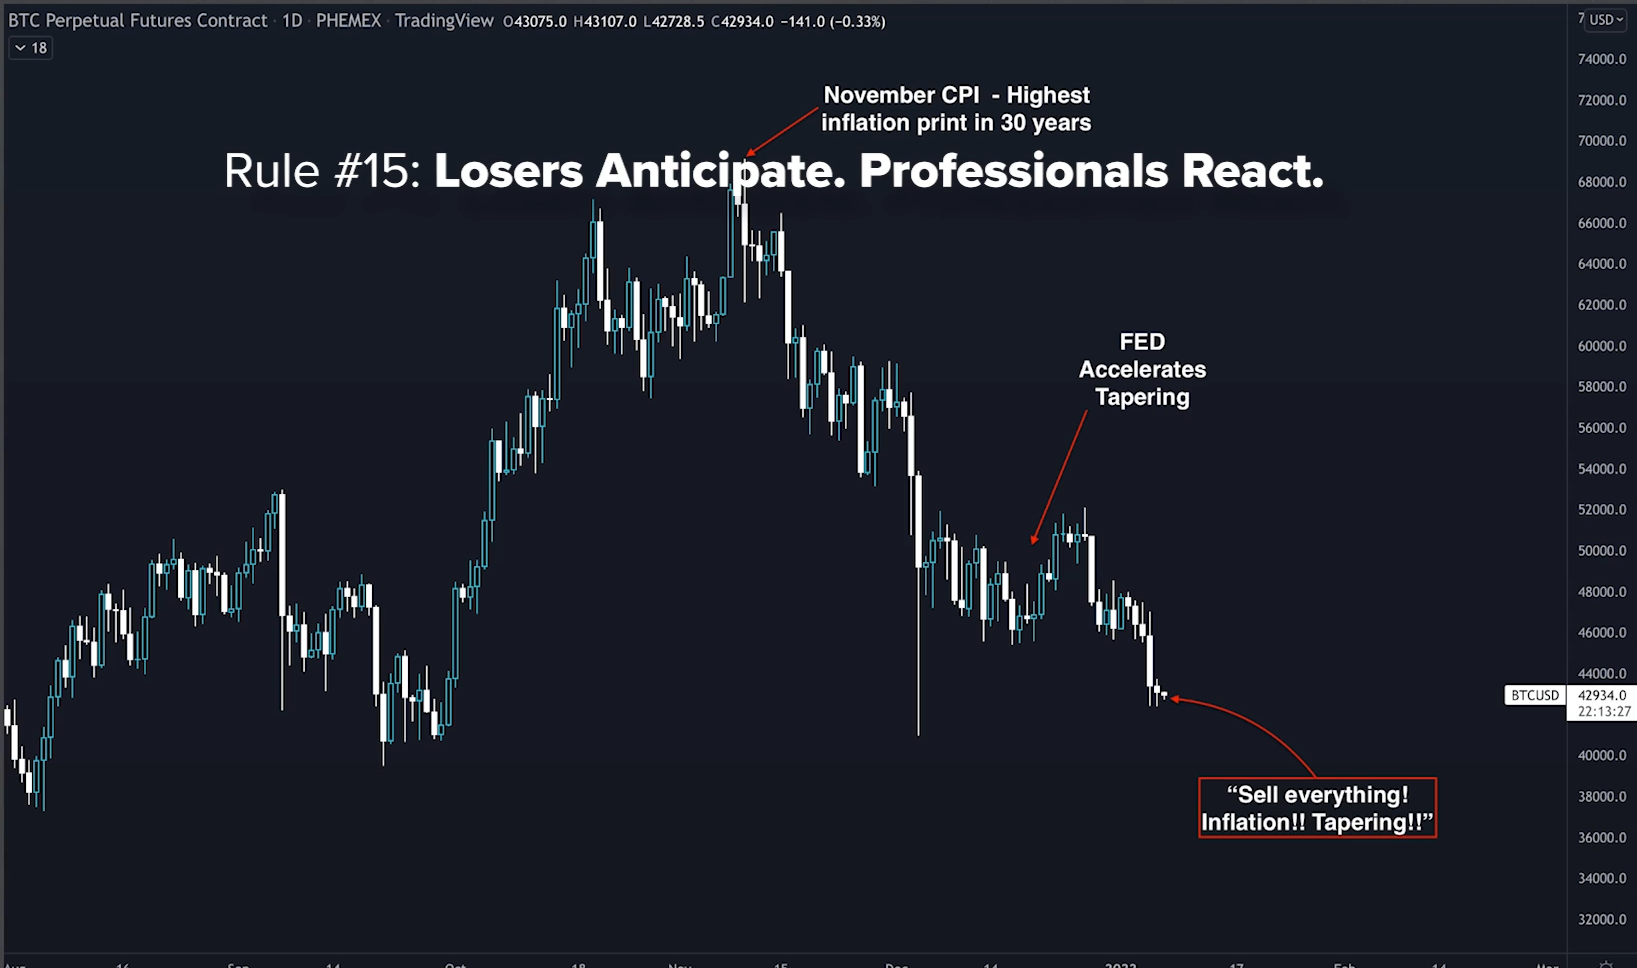 BTC Perpetual Futures Contract · 1D · PHEMEX · TradingView O43075.0 H43107.0 L42728.5 C42934.0 −141.0 (−0.33%)
18
USD
74000.0
November CPI - Highest
inflation print in 30 years
72000.0
70000.0
Rule #15: Losers Anticipate. Professionals React.
68000.0
66000.0
64000.0
62000.0
60000.0
FED
Accelerates
Tapering
58000.0
56000.0
54000.0
52000.0
50000.0
48000.0
46000.0
44000.0
BTCUSD 42934.0
22:13:27
40000.0
“Sell everything!
Inflation!! Tapering!!”
38000.0
36000.0
34000.0
32000.0
Aug 16 Sep 14 Oct 18 Nov 15 Dec 14 2022 17 Feb 14 Mar